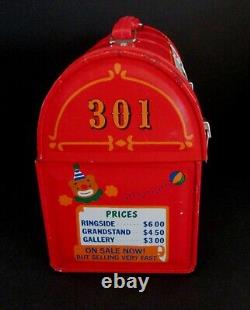 301
PRICES
RINGSIDE $6.00
GRANDSTAND $4.50
GALLERY $3.00
ON SALE NOW!
BUT SELLING VERY FAST